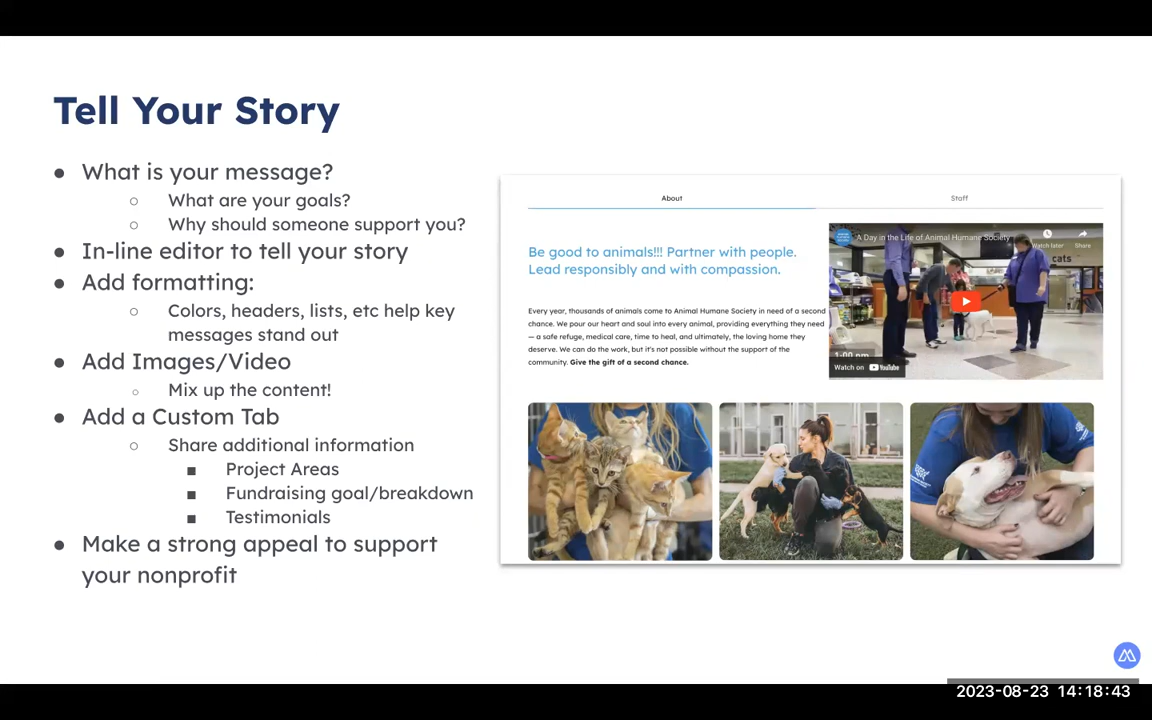 Tell Your Story
● What is your message?
○ What are your goals?
○ Why should someone support you?
● In-line editor to tell your story
● Add formatting:
○ Colors, headers, lists, etc help key
messages stand out
● Add Images/Video
○ Mix up the content!
● Add a Custom Tab
○ Share additional information
■ Project Areas
■ Fundraising goal/breakdown
■ Testimonials
● Make a strong appeal to support
your nonprofit
About
Staff
Be good to animals!!! Partner with people.
Lead responsibly and with compassion.
Every year, thousands of animals come to Animal Humane Society in need of a second
chance. We pour our heart and soul into every animal, providing everything they need
— a safe refuge, medical care, time to heal, and ultimately, the loving home they
deserve. We can do the work, but it's not possible without the support of the
community. Give the gift of a second chance.
A Day in the Life of Animal Humane Society
Watch later
Share
cats
1:00 pm
Watch on YouTube
2023-08-23 14:18:43